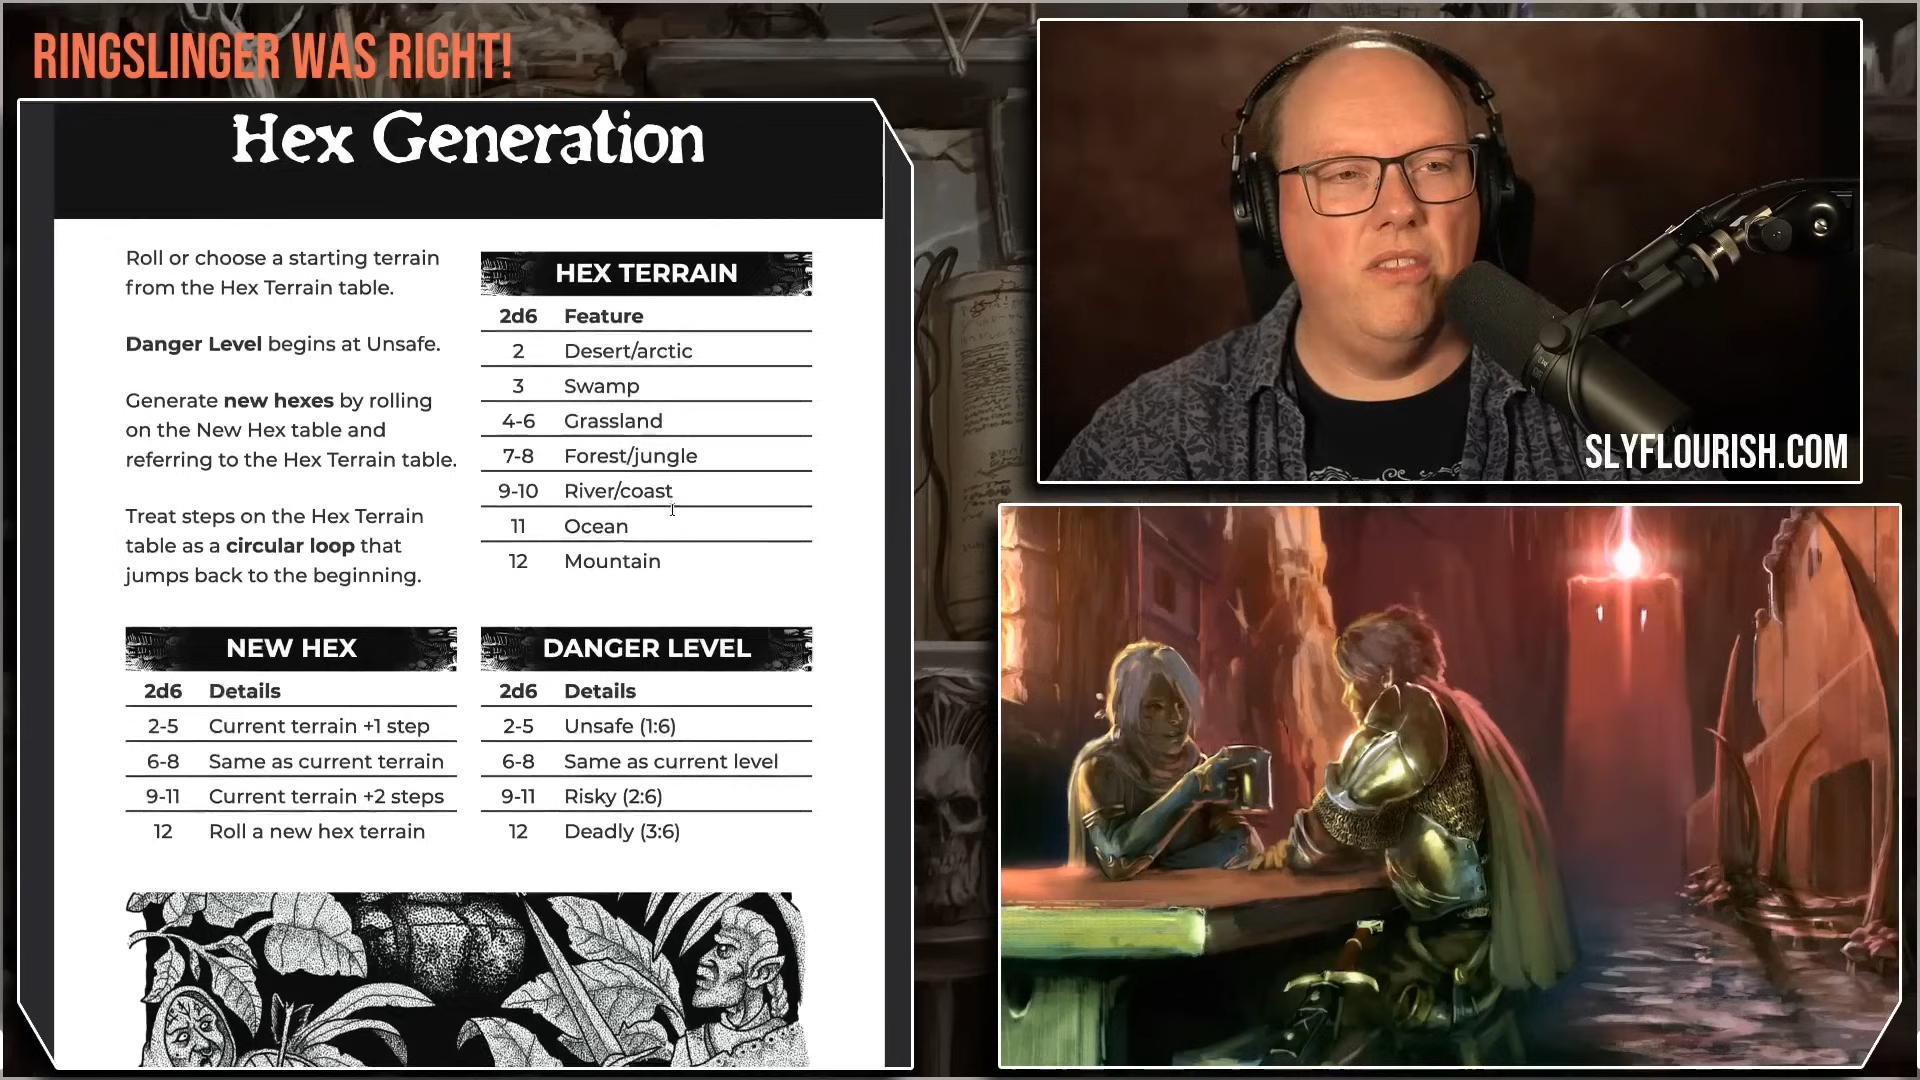 RINGSLINGER WAS RIGHT!
Hex Generation
Roll or choose a starting terrain
from the Hex Terrain table.
Danger Level begins at Unsafe.
Generate new hexes by rolling
on the New Hex table and
referring to the Hex Terrain table.
Treat steps on the Hex Terrain
table as a circular loop that
jumps back to the beginning.
HEX TERRAIN
2d6 Feature
2 Desert/arctic
3 Swamp
4-6 Grassland
7-8 Forest/jungle
9-10 River/coast
11 Ocean
12 Mountain
NEW HEX
2d6 Details
2-5 Current terrain +1 step
6-8 Same as current terrain
9-11 Current terrain +2 steps
12 Roll a new hex terrain
DANGER LEVEL
2d6 Details
2-5 Unsafe (1:6)
6-8 Same as current level
9-11 Risky (2:6)
12 Deadly (3:6)
SLYFLOURISH.COM